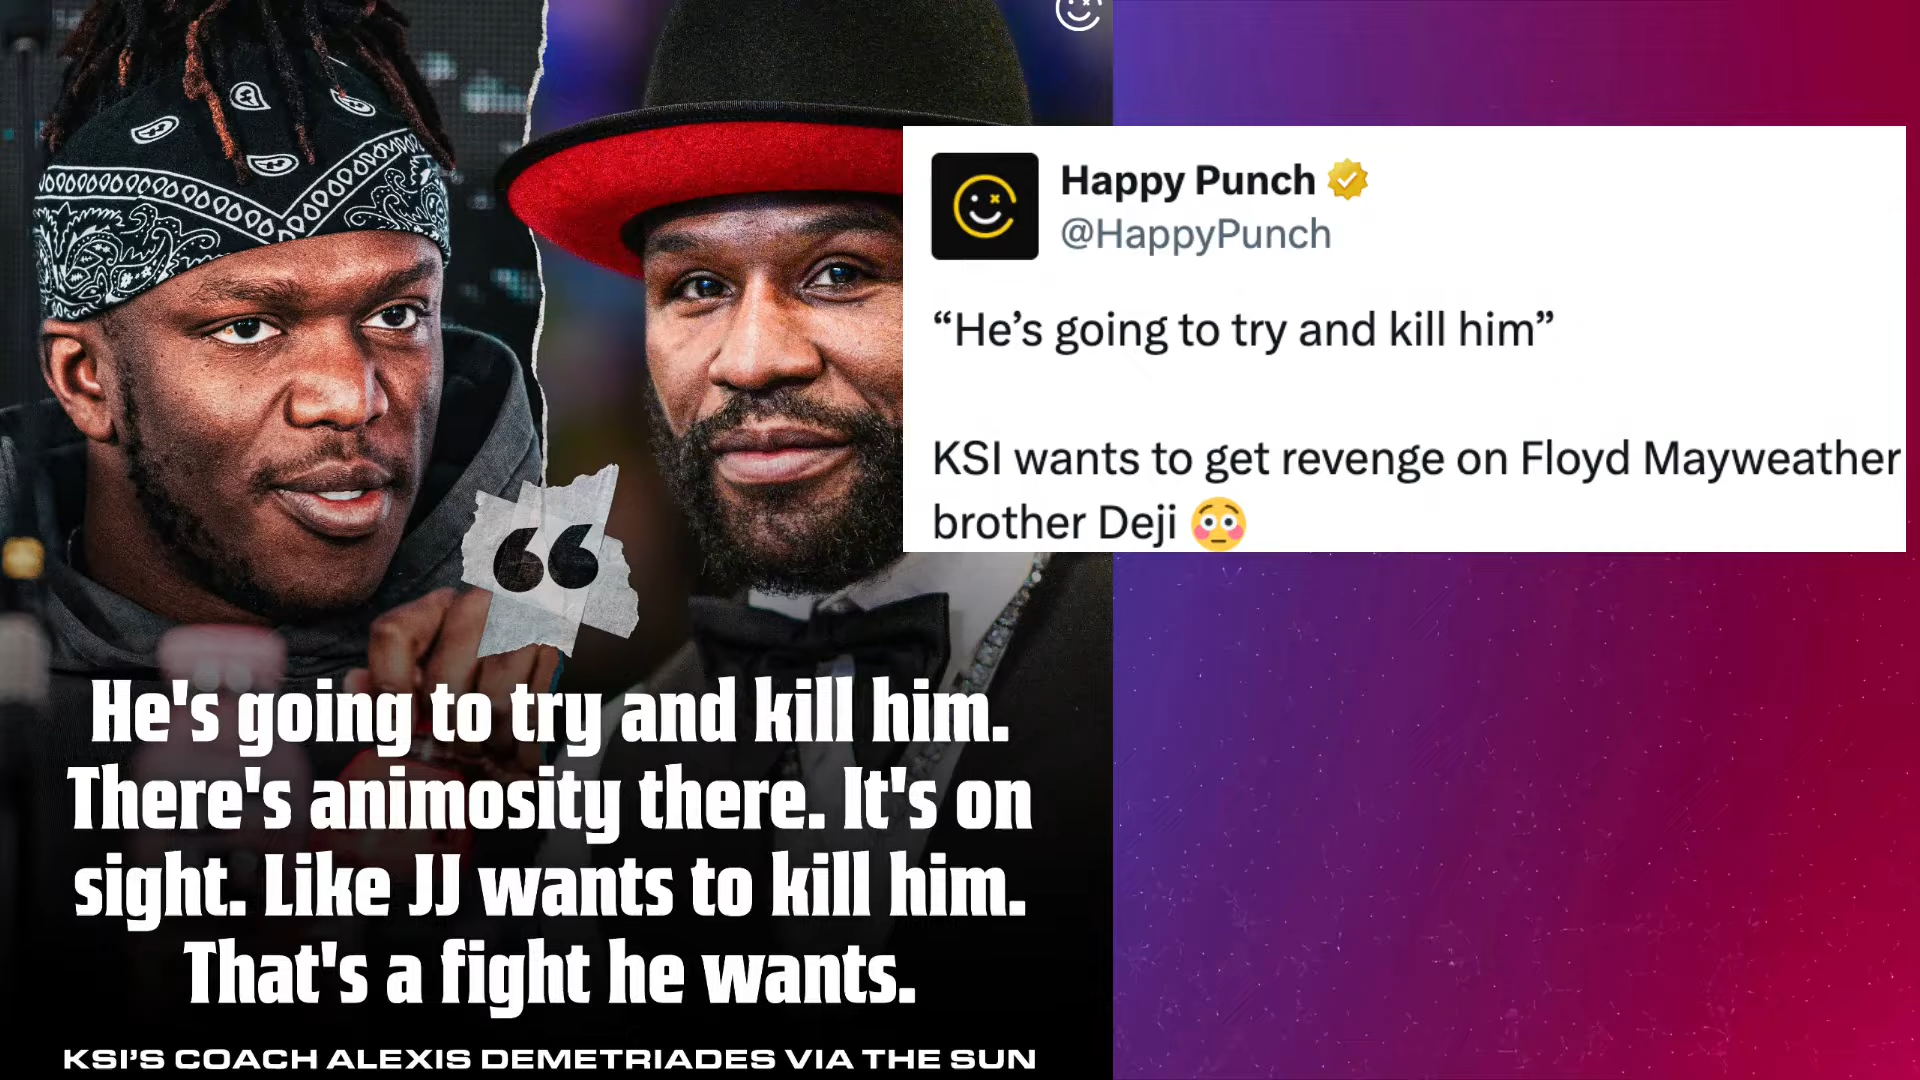 Happy Punch
@HappyPunch
“He’s going to try and kill him”
KSI wants to get revenge on Floyd Mayweather
brother Deji 😳
“
He's going to try and kill him.
There's animosity there. It's on
sight. Like JJ wants to kill him.
That's a fight he wants.
KSI’S COACH ALEXIS DEMETRIADES VIA THE SUN